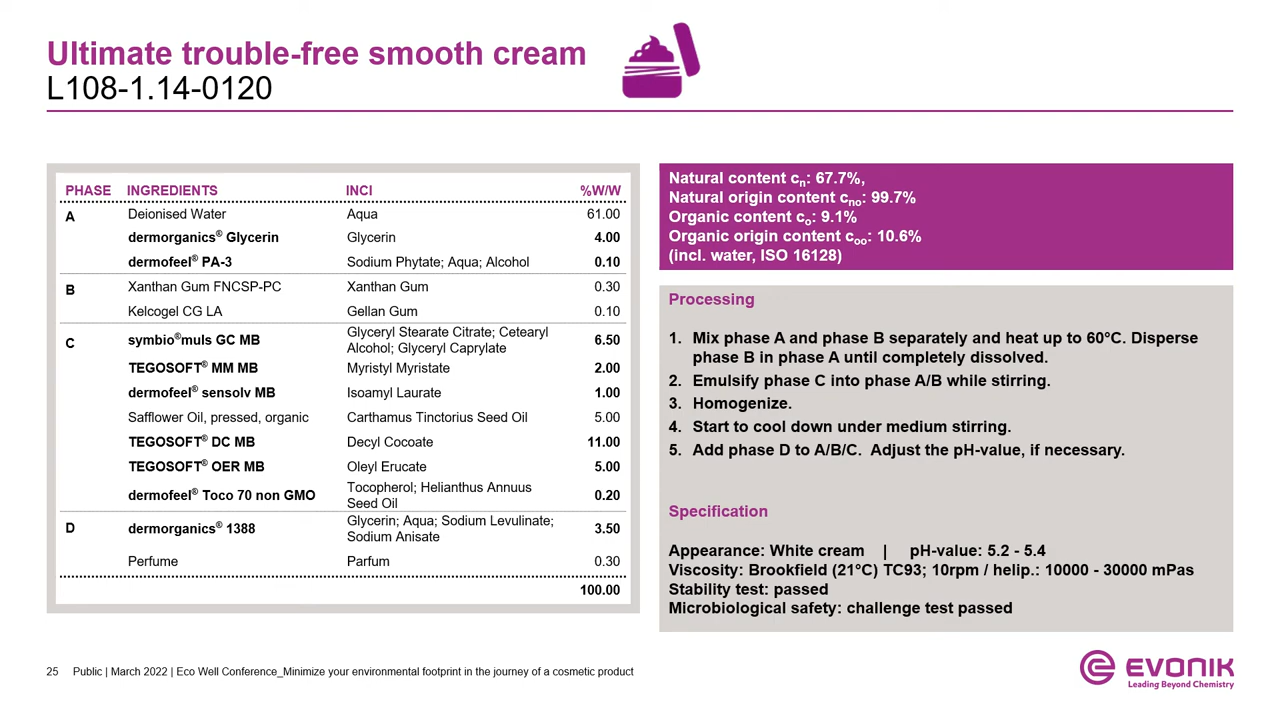 Ultimate trouble-free smooth cream
L108-1.14-0120
PHASE INGREDIENTS INCI %W/W
A Deionised Water Aqua 61.00
dermorganics® Glycerin Glycerin 4.00
dermofeel® PA-3 Sodium Phytate; Aqua; Alcohol 0.10
B Xanthan Gum FNCSP-PC Xanthan Gum 0.30
Kelcogel CG LA Gellan Gum 0.10
C symbio®muls GC MB Glyceryl Stearate Citrate; Cetearyl Alcohol; Glyceryl Caprylate 6.50
TEGOSOFT® MM MB Myristyl Myristate 2.00
dermofeel® sensolv MB Isoamyl Laurate 1.00
Safflower Oil, pressed, organic Carthamus Tinctorius Seed Oil 5.00
TEGOSOFT® DC MB Decyl Cocoate 11.00
TEGOSOFT® OER MB Oleyl Erucate 5.00
dermofeel® Toco 70 non GMO Tocopherol; Helianthus Annuus Seed Oil 0.20
D dermorganics® 1388 Glycerin; Aqua; Sodium Levulinate; Sodium Anisate 3.50
Perfume Parfum 0.30
100.00
Natural content cn: 67.7%,
Natural origin content cno: 99.7%
Organic content co: 9.1%
Organic origin content coo: 10.6%
(incl. water, ISO 16128)
Processing
1. Mix phase A and phase B separately and heat up to 60°C. Disperse
phase B in phase A until completely dissolved.
2. Emulsify phase C into phase A/B while stirring.
3. Homogenize.
4. Start to cool down under medium stirring.
5. Add phase D to A/B/C. Adjust the pH-value, if necessary.
Specification
Appearance: White cream | pH-value: 5.2 - 5.4
Viscosity: Brookfield (21°C) TC93; 10rpm / helip.: 10000 - 30000 mPas
Stability test: passed
Microbiological safety: challenge test passed
25 Public | March 2022 | Eco Well Conference_Minimize your environmental footprint in the journey of a cosmetic product
EVONIK
Leading Beyond Chemistry